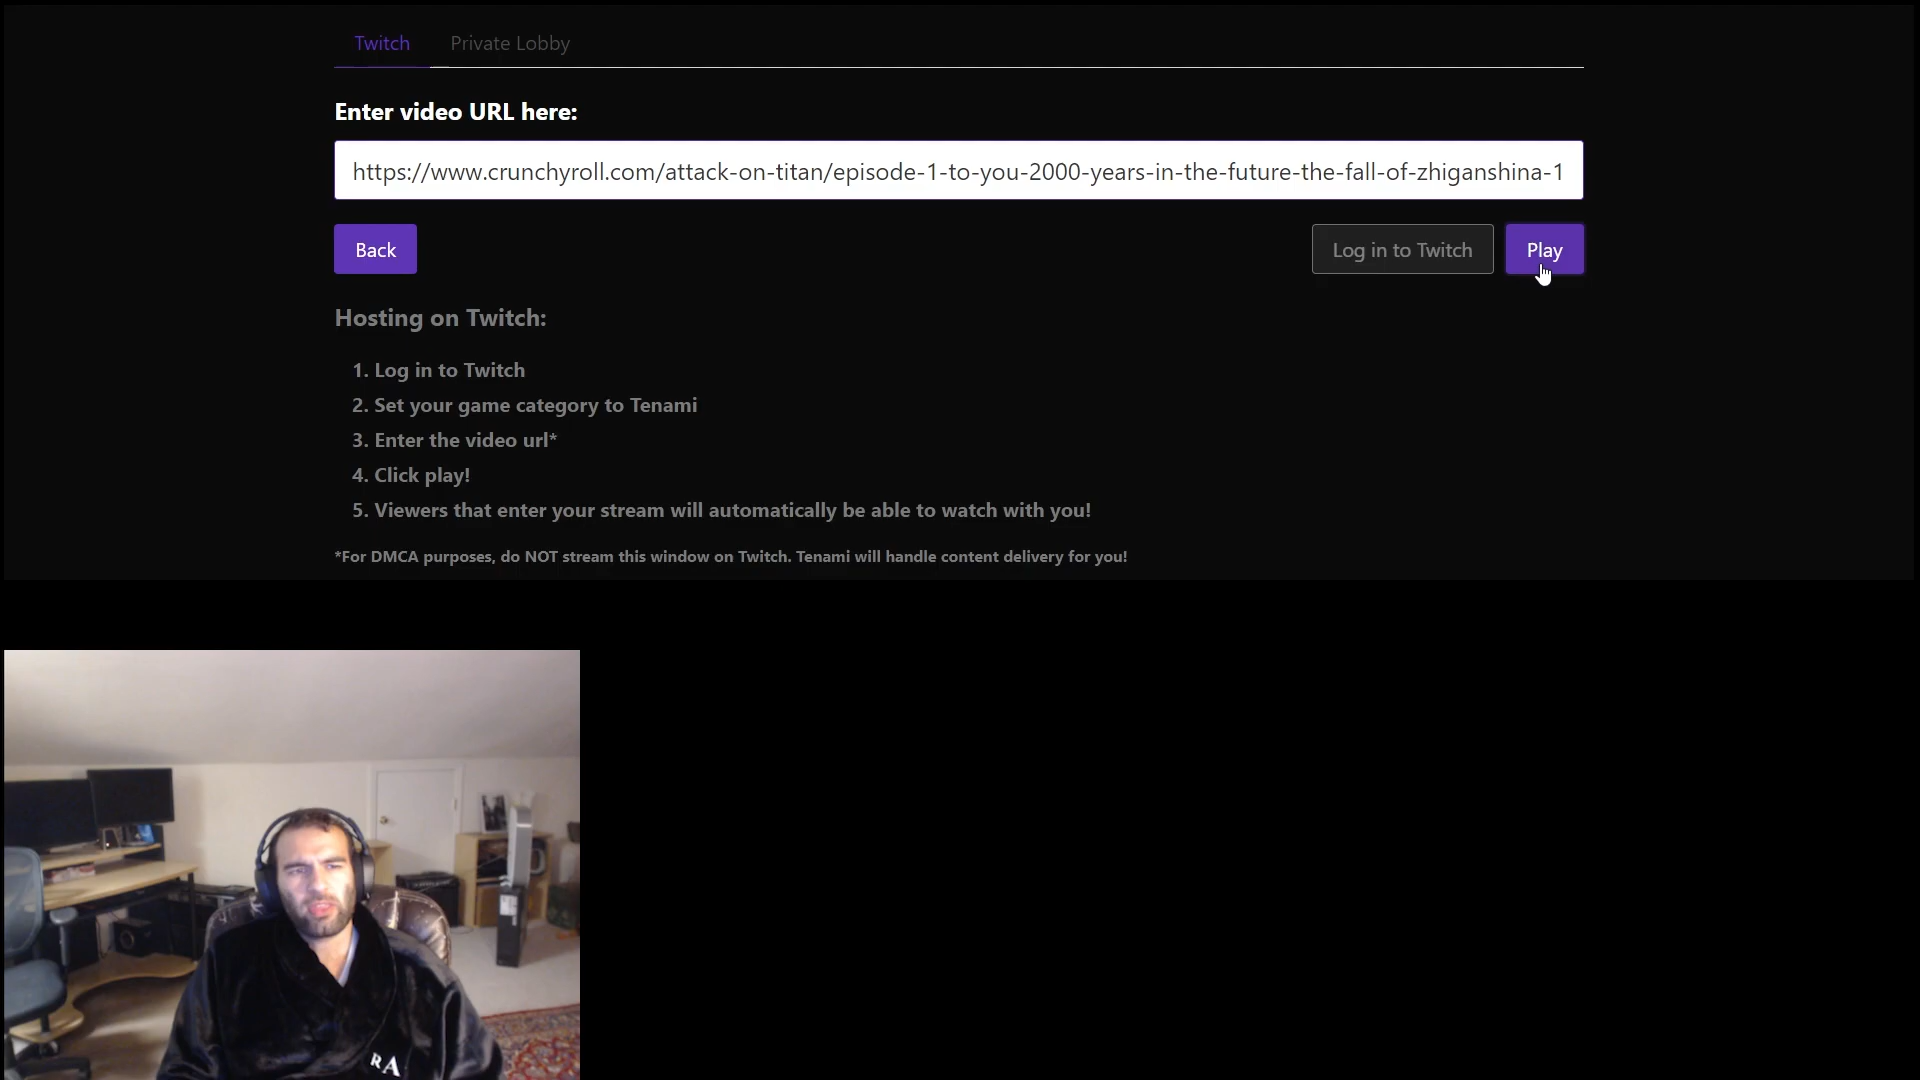 Twitch Private Lobby
Enter video URL here:
https://www.crunchyroll.com/attack-on-titan/episode-1-to-you-2000-years-in-the-future-the-fall-of-zhiganshina-1
Back Log in to Twitch Play
Hosting on Twitch:
1. Log in to Twitch
2. Set your game category to Tenami
3. Enter the video url*
4. Click play!
5. Viewers that enter your stream will automatically be able to watch with you!
*For DMCA purposes, do NOT stream this window on Twitch. Tenami will handle content delivery for you!
RA